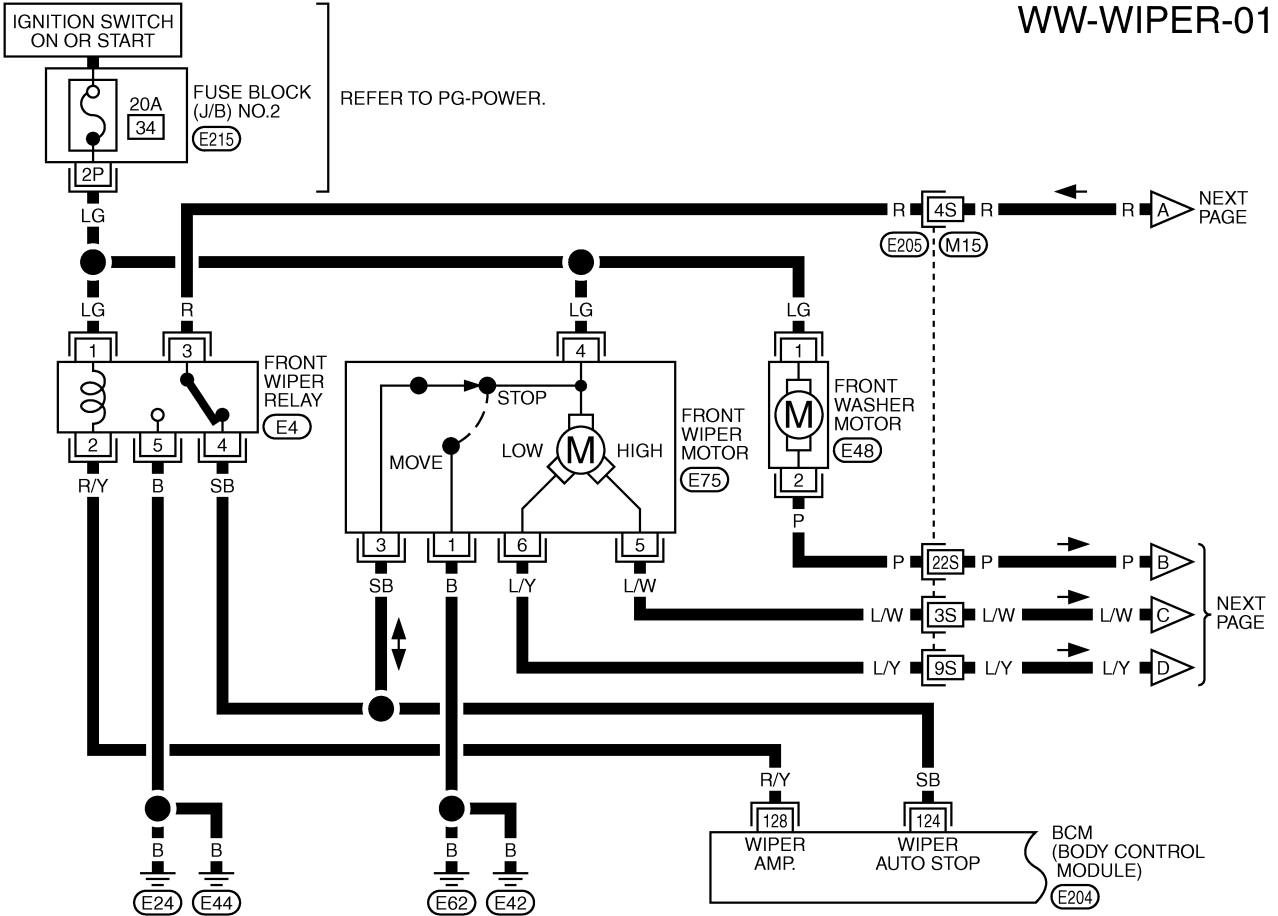 WW-WIPER-01
IGNITION SWITCH
ON OR START
FUSE BLOCK
(J/B) NO.2
E215
20A
34
2P
REFER TO PG-POWER.
LG
R
4S
R
R
A
NEXT
PAGE
E205
M15
LG
R
LG
LG
1
3
4
1
FRONT
WIPER
RELAY
E4
2
5
4
R/Y
B
SB
STOP
MOVE
LOW
M
HIGH
FRONT
WIPER
MOTOR
E75
M
FRONT
WASHER
MOTOR
E48
2
P
3
1
6
5
SB
B
L/Y
L/W
P
22S
P
P
B
L/W
3S
L/W
L/W
C
L/Y
9S
L/Y
L/Y
D
NEXT
PAGE
R/Y
SB
128
124
WIPER
AMP.
WIPER
AUTO STOP
BCM
(BODY CONTROL
MODULE)
E204
B
B
B
B
E24
E44
E62
E42